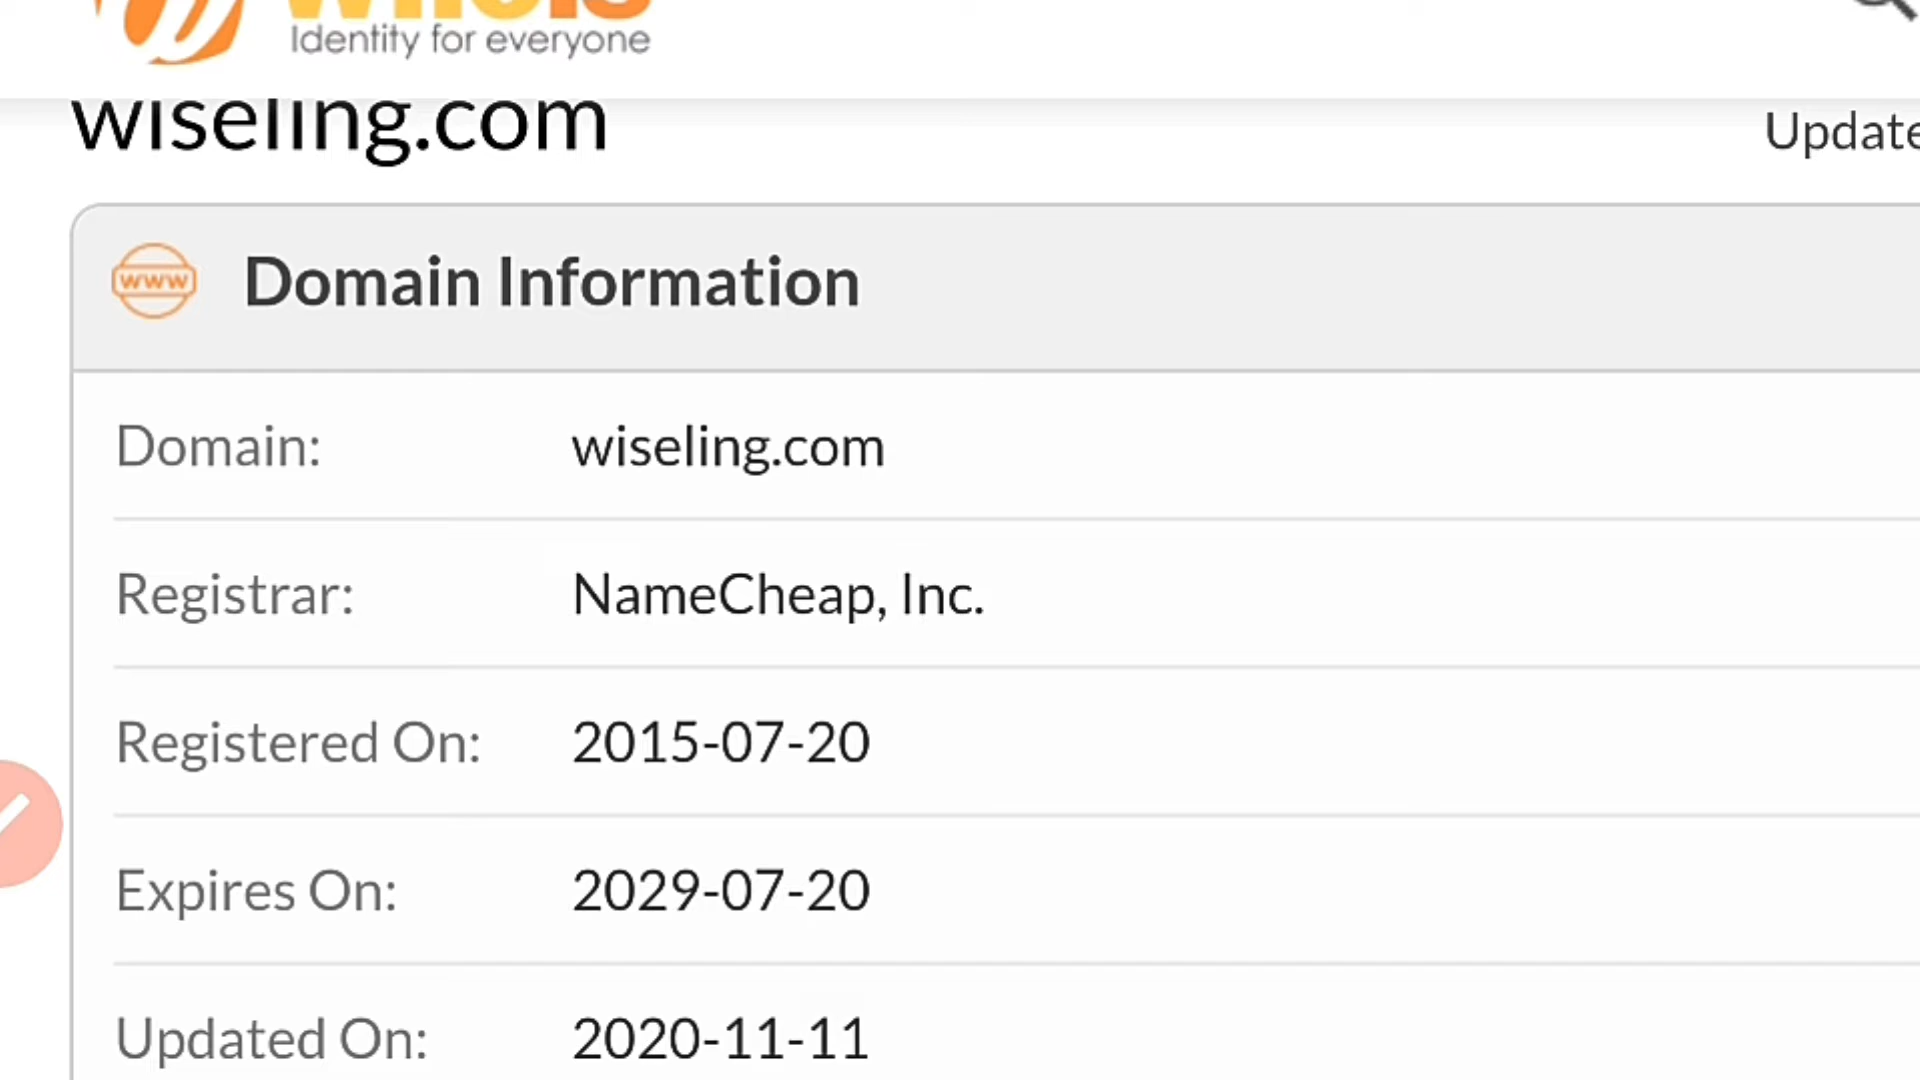 Whois
Identity for everyone
wiseling.com
Update
www
Domain Information
Domain: wiseling.com
Registrar: NameCheap, Inc.
Registered On: 2015-07-20
Expires On: 2029-07-20
Updated On: 2020-11-11